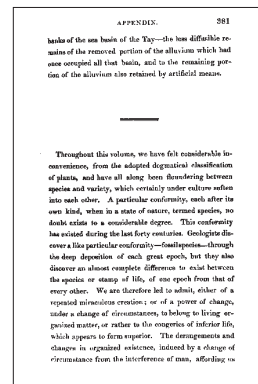 APPENDIX. 381
banks of the sea basin of the Tay—the less diffusible re-
mains of the removed portion of the alluvium which had
once occupied all that basin, and to the remaining por-
tion of the alluvium also retained by artificial means.
Throughout this volume, we have felt considerable in-
convenience, from the adopted dogmatical classification
of plants, and have all along been floundering between
species and variety, which certainly under culture soften
into each other. A particular conformity, each after its
own kind, when in a state of nature, termed species, no
doubt exists to a considerable degree. This conformity
has existed during the last forty centuries. Geologists dis-
cover a like particular conformity—fossil species—through
the deep deposition of each great epoch, but they also
discover an almost complete difference to exist between
the species or stamp of life, of one epoch from that of
every other. We are therefore led to admit, either of a
repeated miraculous creation; or of a power of change,
under a change of circumstances, to belong to living or-
ganized matter, or rather to the congeries of inferior life,
which appears to form superior. The derangements and
changes in organized existence, induced by a change of
circumstance from the interference of man, affording us